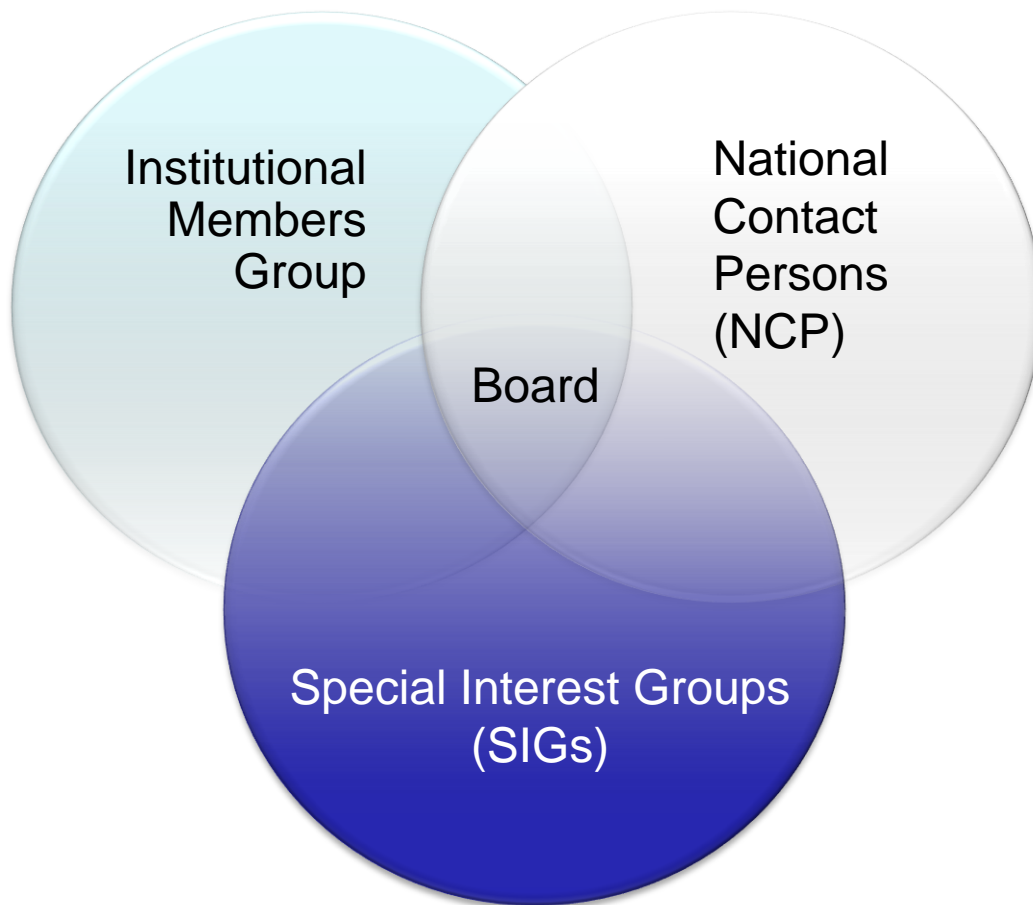 Institutional
Members
Group
National
Contact
Persons
(NCP)
Board
Special Interest Groups
(SIGs)